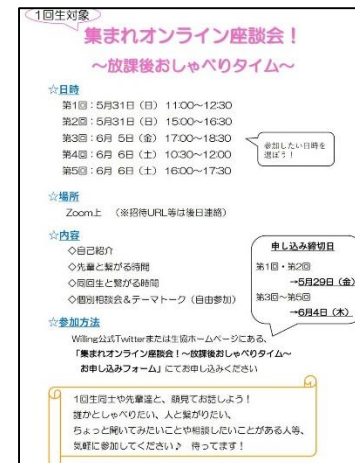 1回生対象
集まれオンライン座談会！
～放課後おしゃべりタイム～
☆日時
第1回：5月31日（日）11:00～12:30
第2回：5月31日（日）15:00～16:30
第3回：6月 5日（金）17:00～18:30
第4回：6月 6日（土）10:30～12:00
第5回：6月 6日（土）16:00～17:30
参加したい日時を
選ぼう！
☆場所
Zoom上 （※招待URL等は後日連絡）
☆内容
◇自己紹介
◇先輩と繋がる時間
◇同回生と繋がる時間
◇個別相談会＆テーマトーク（自由参加）
申し込み締切日
第1回・第2回
→5月29日（金）
第3回～第5回
→6月4日（木）
☆参加方法
Willing公式Twitterまたは生協ホームページにある、
「集まれオンライン座談会！～放課後おしゃべりタイム～
お申し込みフォーム」にてお申し込みください
1回生同士や先輩達と、顔見てお話しよう！
誰かとしゃべりたい、人と繋がりたい、
ちょっと聞いてみたいことや相談したいことがある人等、
気軽に参加してください♪ 待ってます！